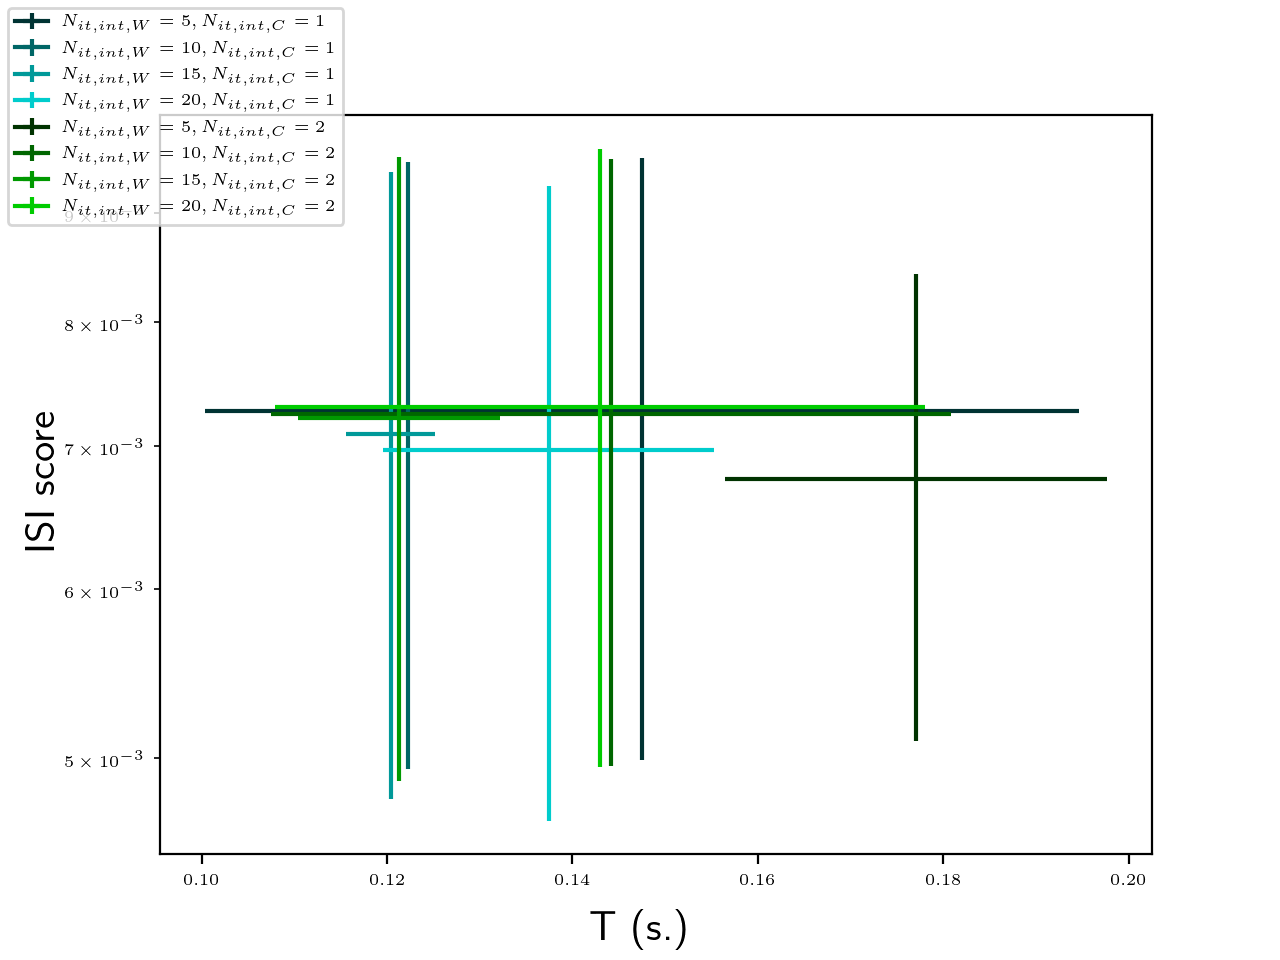 N_{it,int,W} = 5, N_{it,int,C} = 1
N_{it,int,W} = 10, N_{it,int,C} = 1
N_{it,int,W} = 15, N_{it,int,C} = 1
N_{it,int,W} = 20, N_{it,int,C} = 1
N_{it,int,W} = 5, N_{it,int,C} = 2
N_{it,int,W} = 10, N_{it,int,C} = 2
N_{it,int,W} = 15, N_{it,int,C} = 2
N_{it,int,W} = 20, N_{it,int,C} = 2
9 × 10⁻³
8 × 10⁻³
7 × 10⁻³
6 × 10⁻³
5 × 10⁻³
ISI score
0.10 0.12 0.14 0.16 0.18 0.20
T (s.)